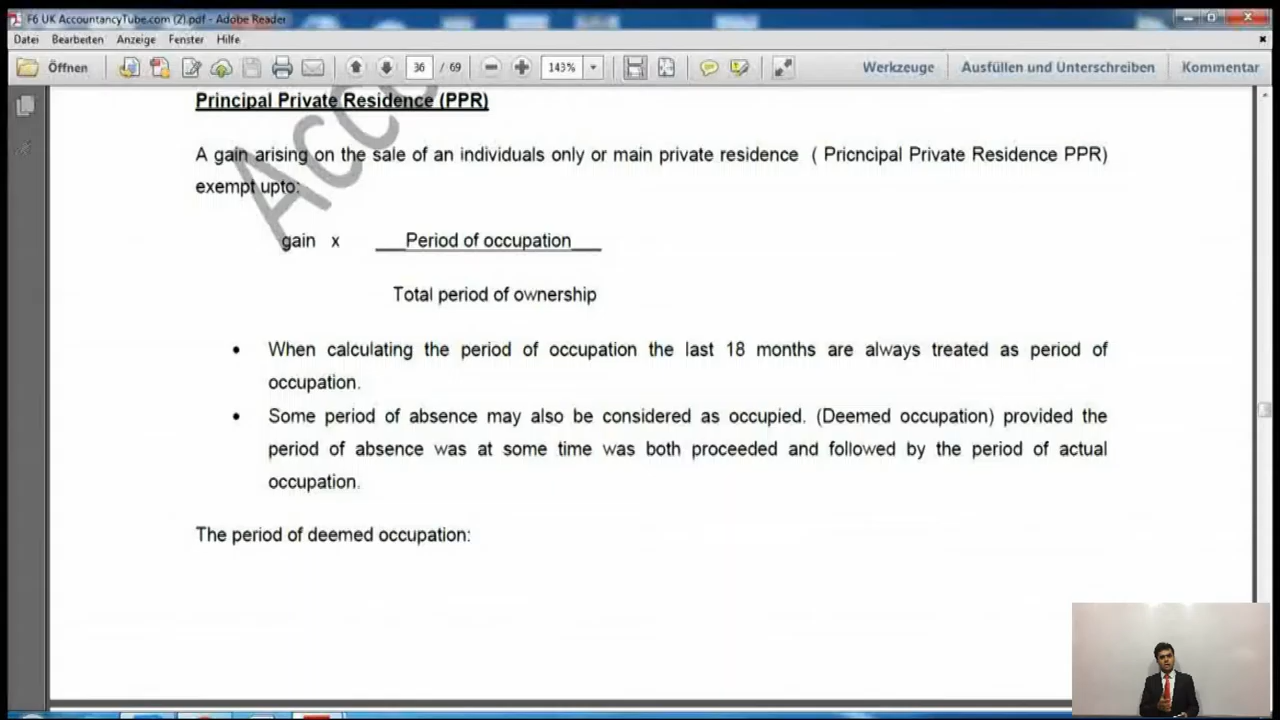 F6 UK AccountancyTube.com (2).pdf - Adobe Reader
Datei Bearbeiten Anzeige Fenster Hilfe
Öffnen 36 / 69 143% Werkzeuge Ausfüllen und Unterschreiben Kommentar
Principal Private Residence (PPR)
Acco
A gain arising on the sale of an individuals only or main private residence ( Pricncipal Private Residence PPR)
exempt upto:
gain x ___Period of occupation___
Total period of ownership
• When calculating the period of occupation the last 18 months are always treated as period of
occupation.
• Some period of absence may also be considered as occupied. (Deemed occupation) provided the
period of absence was at some time was both proceeded and followed by the period of actual
occupation.
The period of deemed occupation: